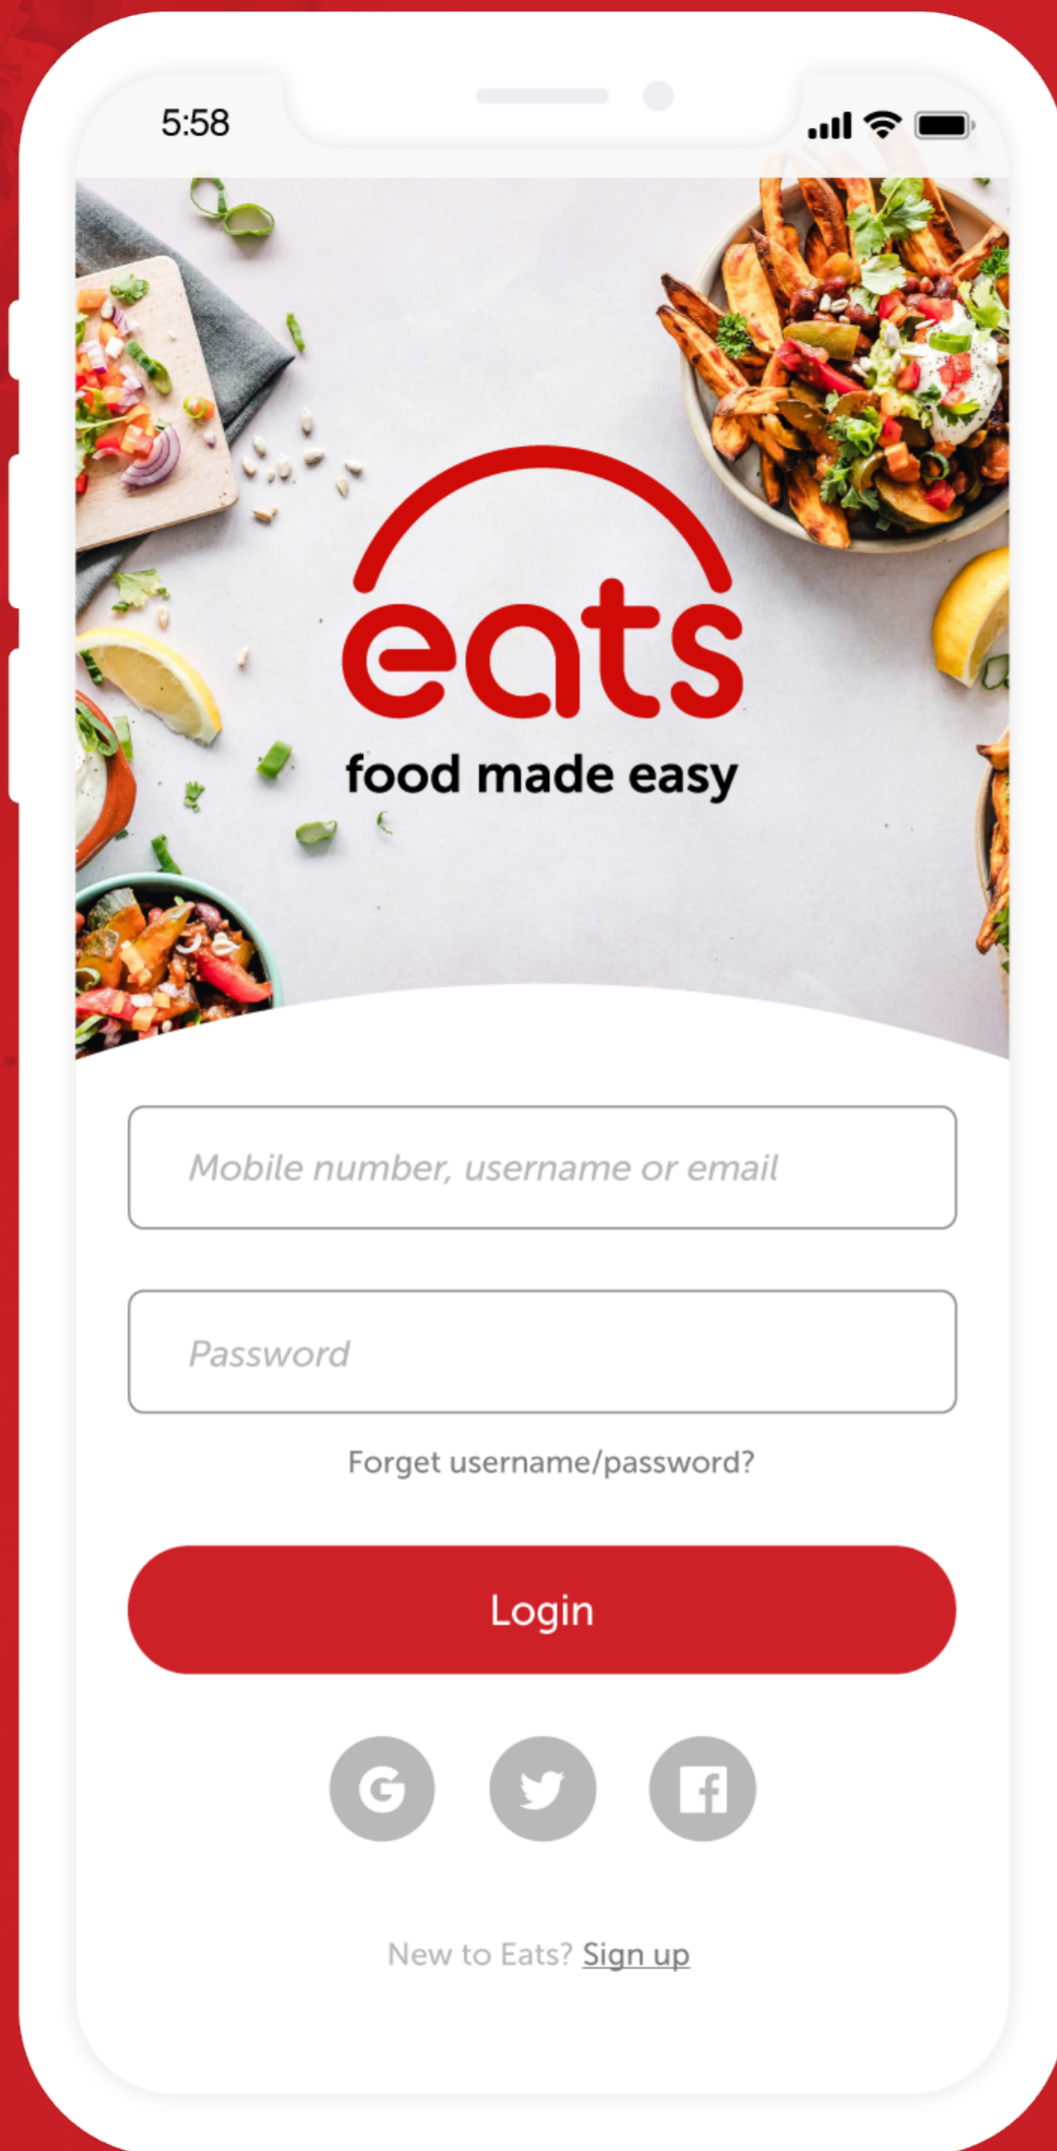 5:58
eats
food made easy
Mobile number, username or email
Password
Forget username/password?
Login
New to Eats? Sign up